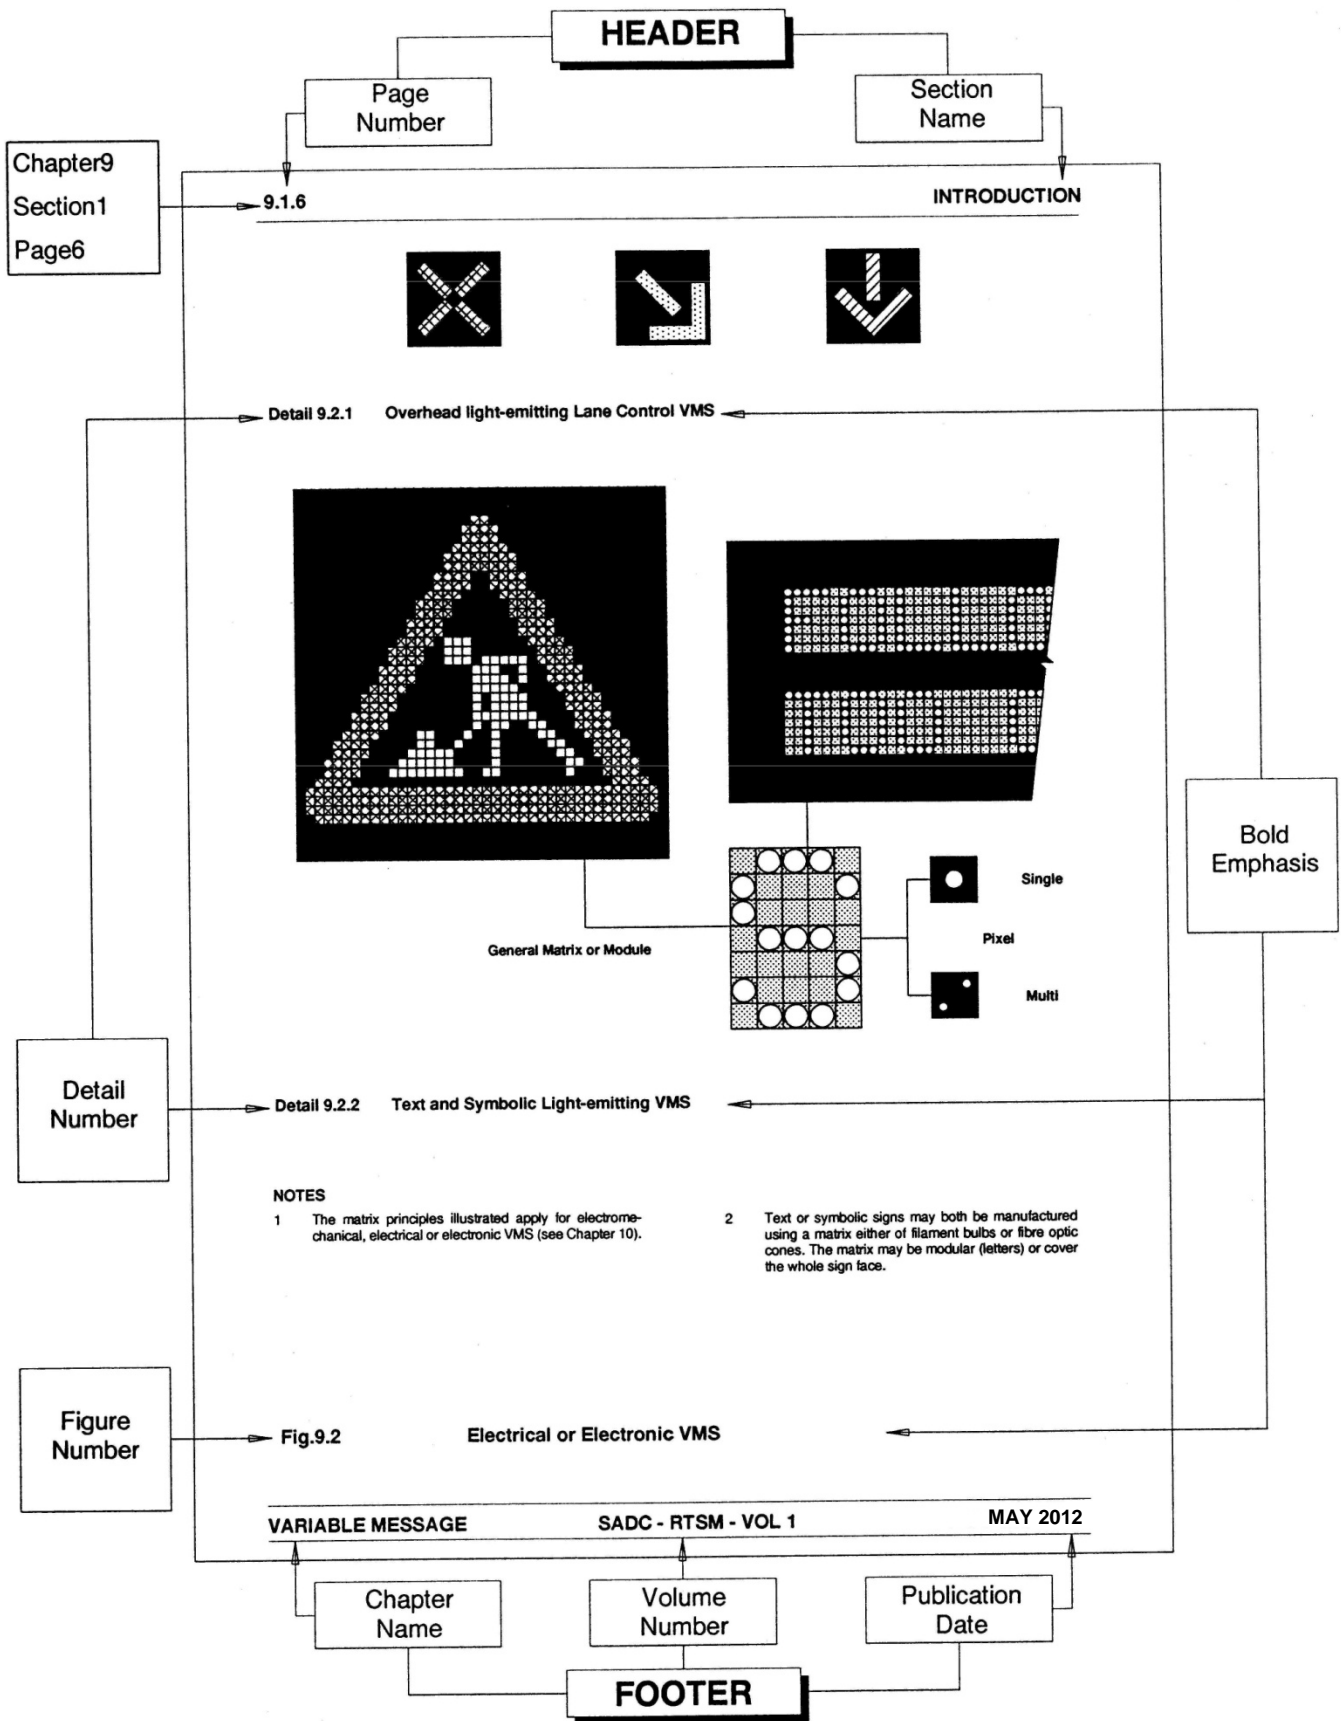 HEADER
Page
Number
Section
Name
Chapter9
Section1
Page6
9.1.6
INTRODUCTION
Detail 9.2.1 Overhead light-emitting Lane Control VMS
Bold
Emphasis
General Matrix or Module
Single
Pixel
Multi
Detail
Number
Detail 9.2.2 Text and Symbolic Light-emitting VMS
NOTES
1 The matrix principles illustrated apply for electrome-
chanical, electrical or electronic VMS (see Chapter 10).
2 Text or symbolic signs may both be manufactured
using a matrix either of filament bulbs or fibre optic
cones. The matrix may be modular (letters) or cover
the whole sign face.
Figure
Number
Fig.9.2 Electrical or Electronic VMS
VARIABLE MESSAGE SADC - RTSM - VOL 1 MAY 2012
Chapter
Name
Volume
Number
Publication
Date
FOOTER